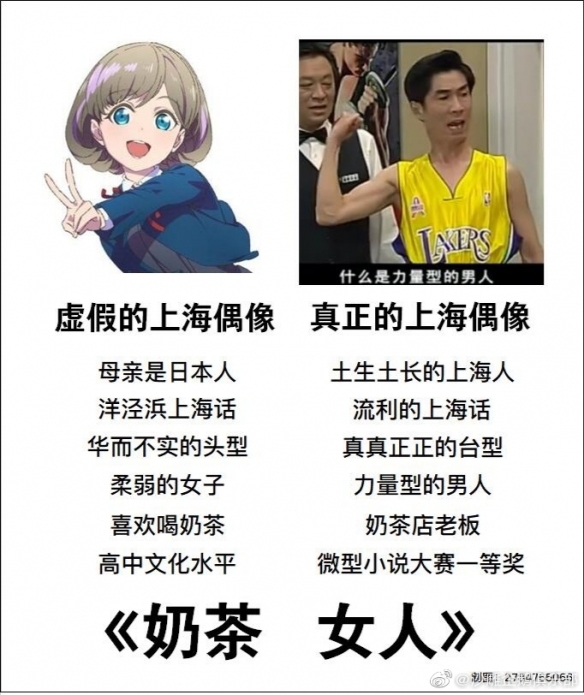 LAKERS
什么是力量型的男人
虚假的上海偶像
真正的上海偶像
母亲是日本人
土生土长的上海人
洋泾浜上海话
流利的上海话
华而不实的头型
真真正正的台型
柔弱的女子
力量型的男人
喜欢喝奶茶
奶茶店老板
高中文化水平
微型小说大赛一等奖
《奶茶 女人》